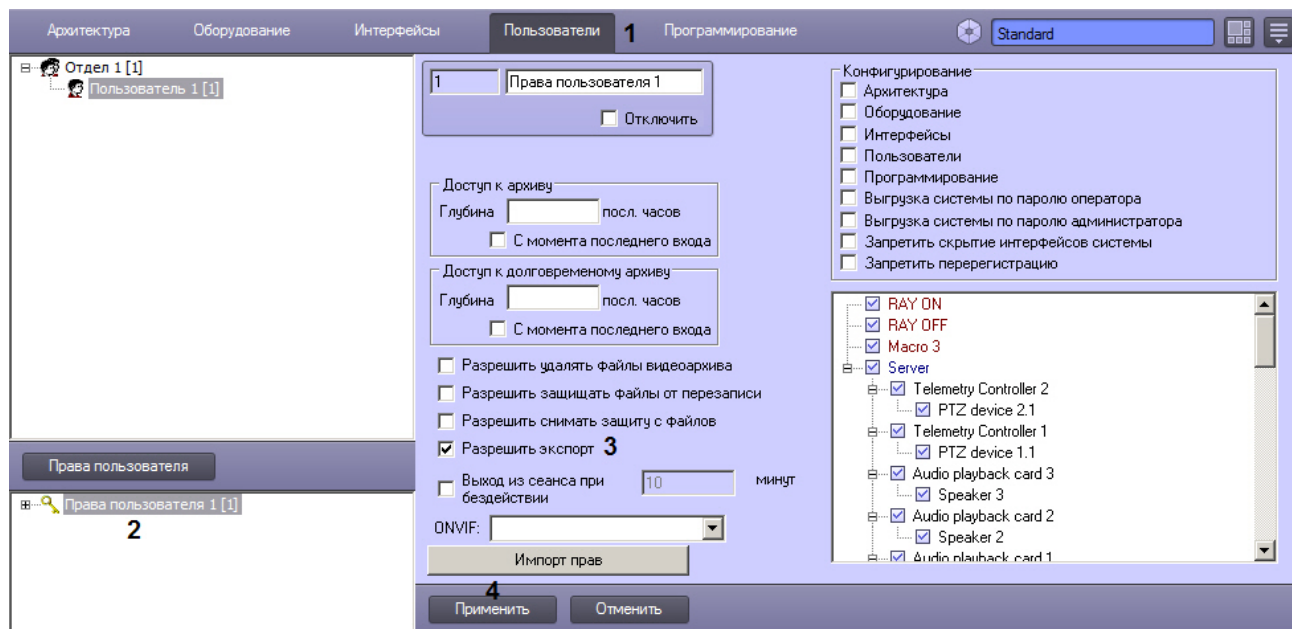 Архитектура
Оборудование
Интерфейсы
Пользователи
1
Программирование
Standard
Отдел 1 [1]
Пользователь 1 [1]
Права пользователя
Права пользователя 1 [1]
2
1
Права пользователя 1
Отключить
Доступ к архиву
Глубина
посл. часов
С момента последнего входа
Доступ к долговременому архиву
Глубина
посл. часов
С момента последнего входа
Разрешить удалять файлы видеоархива
Разрешить защищать файлы от перезаписи
Разрешить снимать защиту с файлов
Разрешить экспорт 3
Выход из сеанса при
бездействии
10
минут
ONVIF:
Импорт прав
4
Применить
Отменить
Конфигурирование
Архитектура
Оборудование
Интерфейсы
Пользователи
Программирование
Выгрузка системы по паролю оператора
Выгрузка системы по паролю администратора
Запретить скрытие интерфейсов системы
Запретить перерегистрацию
RAY ON
RAY OFF
Macro 3
Server
Telemetry Controller 2
PTZ device 2.1
Telemetry Controller 1
PTZ device 1.1
Audio playback card 3
Speaker 3
Audio playback card 2
Speaker 2
Audio playback card 1